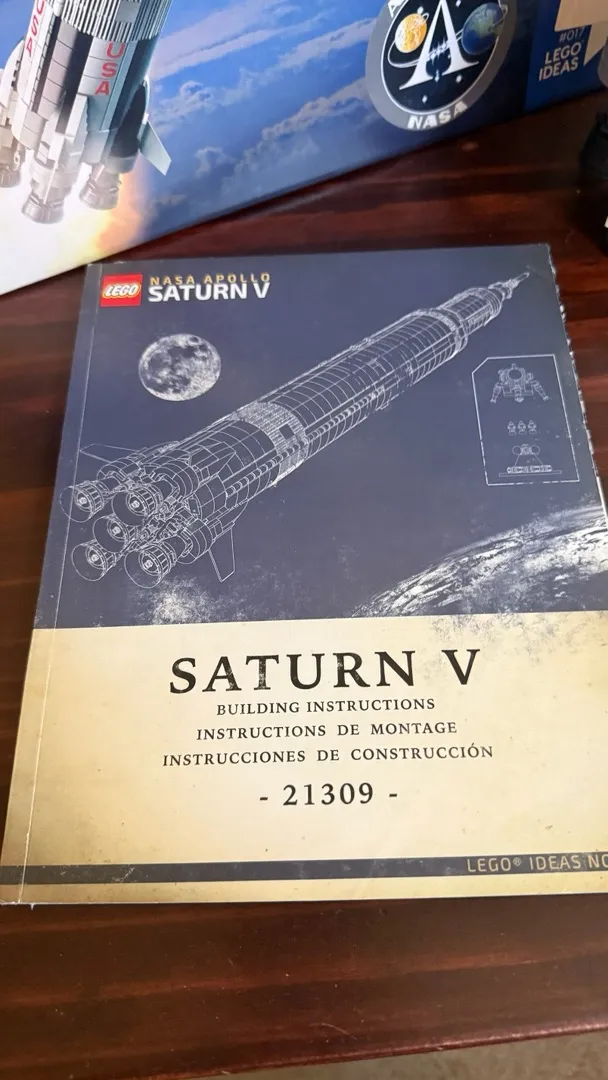 USA
USA
A
NASA
#017
LEGO
IDEAS
LEGO
NASA APOLLO
SATURN V
SATURN V
BUILDING INSTRUCTIONS
INSTRUCTIONS DE MONTAGE
INSTRUCCIONES DE CONSTRUCCIÓN
- 21309 -
LEGO® IDEAS